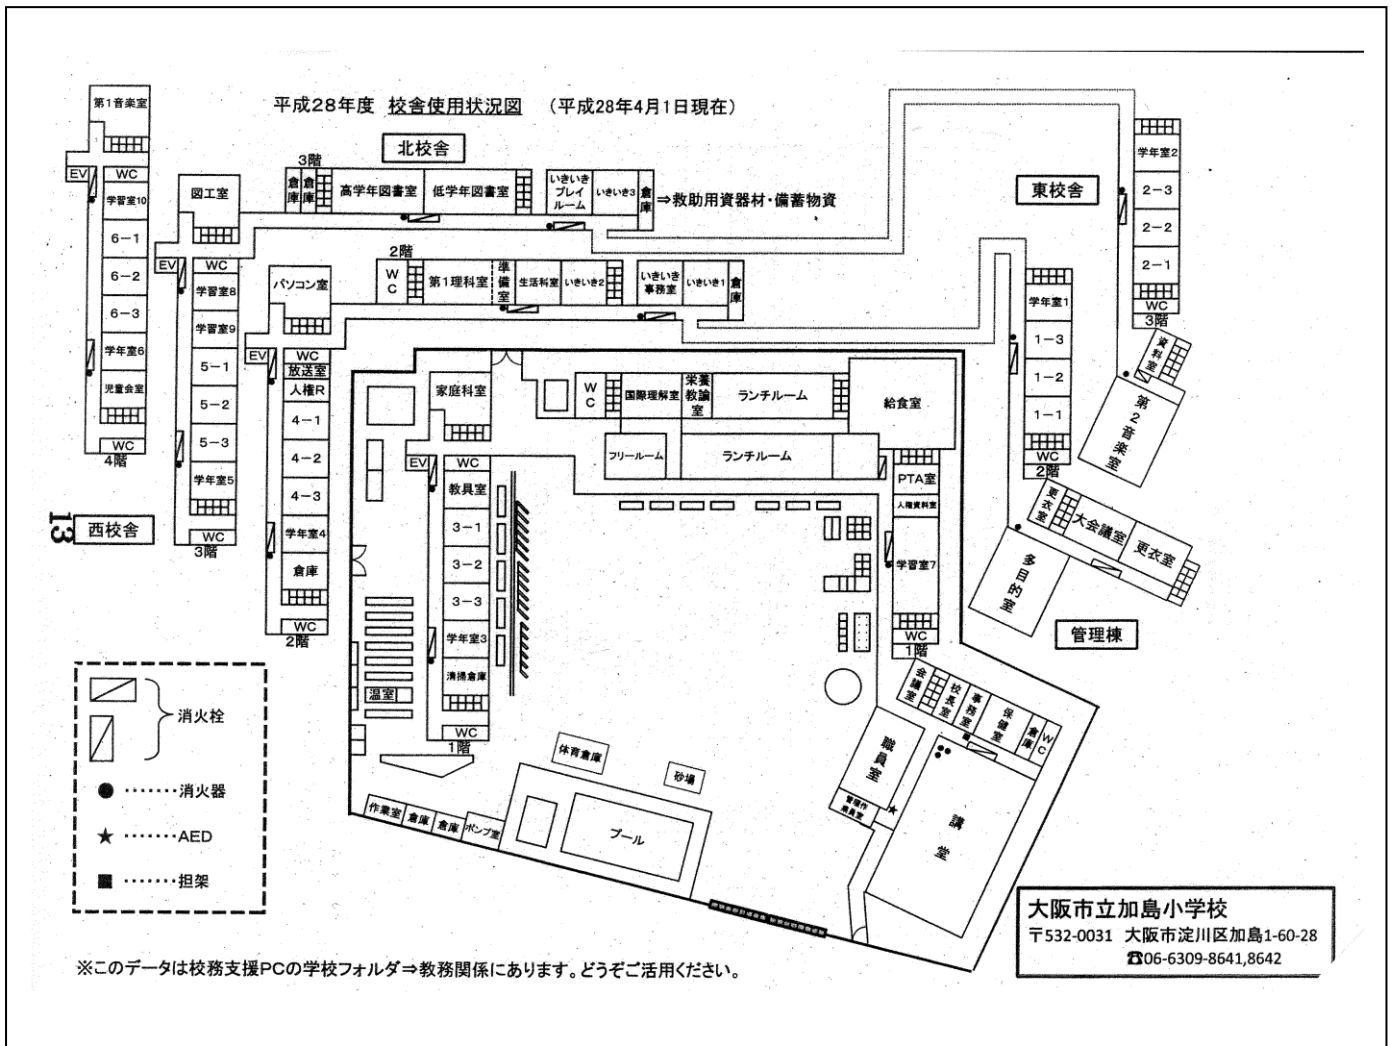 平成28年度 校舎使用状況図 （平成28年4月1日現在）
北校舎
3階
倉庫
倉庫
高学年図書室
低学年図書室
いきいきプレイルーム
いきいき3
倉庫
⇒救助用資器材・備蓄物資
2階
WC
第1理科室
準備室
生活科室
いきいき2
いきいき事務室
いきいき1
倉庫
第1音楽室
EV
WC
学習室10
6－1
6－2
6－3
学年室6
児童会室
WC
4階
図工室
EV
WC
学習室8
学習室9
5－1
5－2
5－3
学年室5
WC
3階
パソコン室
EV
WC
放送室
人権R
4－1
4－2
4－3
学年室4
倉庫
WC
2階
家庭科室
EV
WC
教具室
3－1
3－2
3－3
学年室3
清掃倉庫
WC
1階
13
西校舎
温室
WC
国際理解室
栄養教諭室
ランチルーム
給食室
フリールーム
ランチルーム
PTA室
人権資料室
学習室7
WC
1階
東校舎
学年室2
2－3
2－2
2－1
WC
3階
学年室1
1－3
1－2
1－1
WC
2階
資料室
第2音楽室
更衣室
大会議室
更衣室
多目的室
管理棟
会議室
校長室
事務室
保健室
倉庫
WC
職員室
管理作業員室
講堂
体育倉庫
砂場
プール
作業室
倉庫
倉庫
ポンプ室
消火栓
●・・・・・・・消火器
★・・・・・・・AED
■・・・・・・・担架
大阪市立加島小学校
〒532-0031 大阪市淀川区加島1-60-28
☎06-6309-8641,8642
※このデータは校務支援PCの学校フォルダ⇒教務関係にあります。どうぞご活用ください。